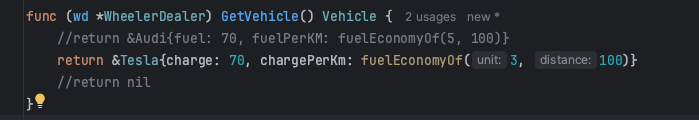 func (wd *WheelerDealer) GetVehicle() Vehicle { 2 usages new *
//return &Audi{fuel: 70, fuelPerKM: fuelEconomyOf(5, 100)}
return &Tesla{charge: 70, chargePerKm: fuelEconomyOf( unit: 3, distance: 100)}
//return nil
}